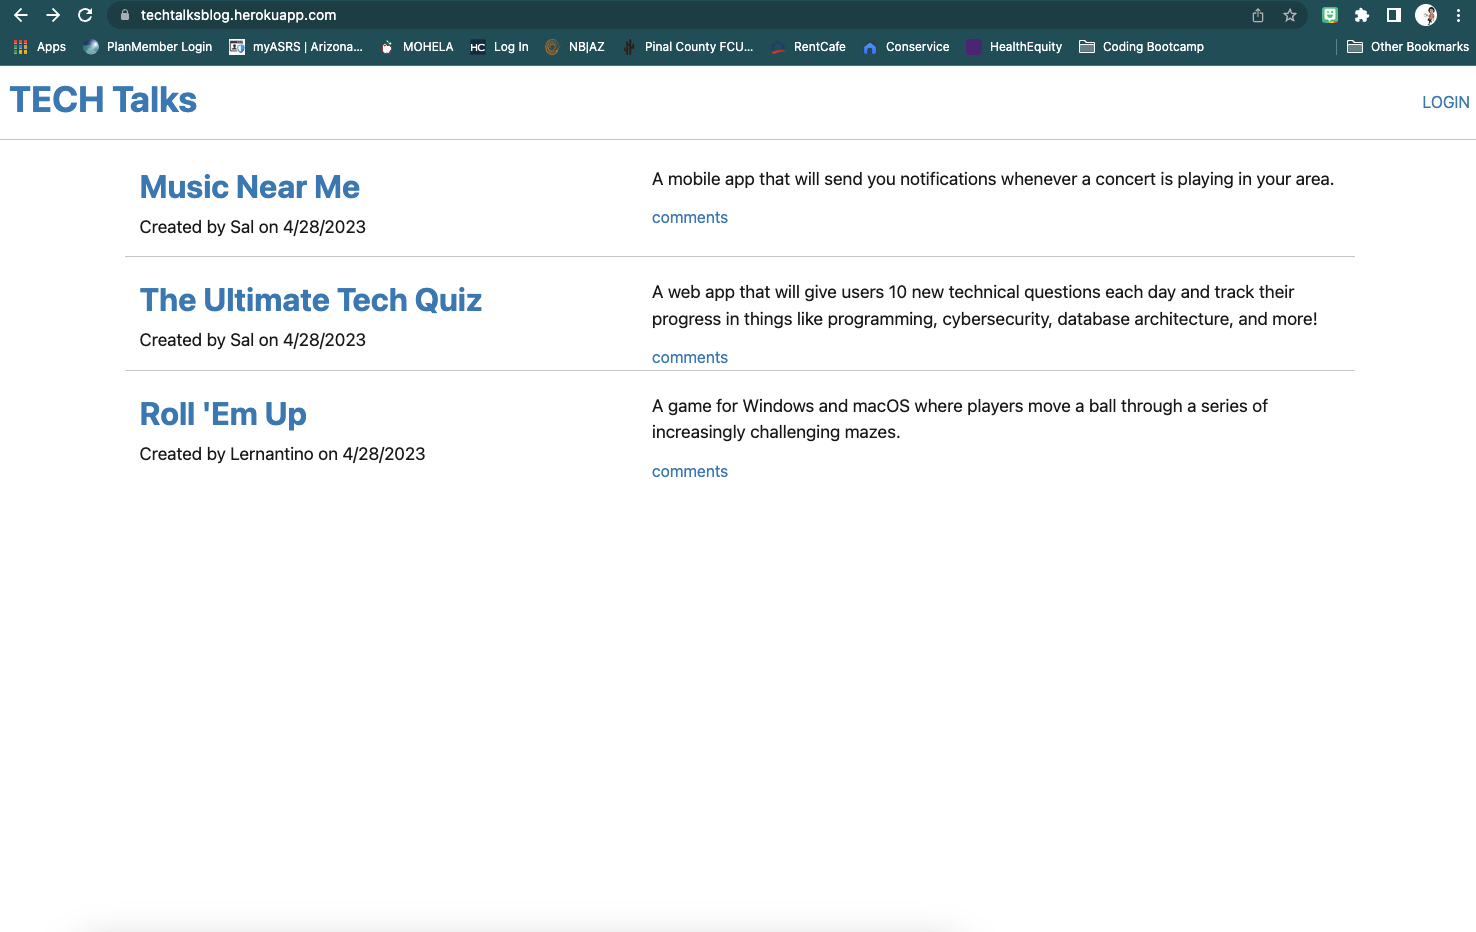 techtalksblog.herokuapp.com
Apps PlanMember Login myASRS | Arizona... MOHELA HC Log In NB|AZ Pinal County FCU... RentCafe Conservice HealthEquity Coding Bootcamp Other Bookmarks
TECH Talks
LOGIN
Music Near Me
Created by Sal on 4/28/2023
A mobile app that will send you notifications whenever a concert is playing in your area.
comments
The Ultimate Tech Quiz
Created by Sal on 4/28/2023
A web app that will give users 10 new technical questions each day and track their
progress in things like programming, cybersecurity, database architecture, and more!
comments
Roll 'Em Up
Created by Lernantino on 4/28/2023
A game for Windows and macOS where players move a ball through a series of
increasingly challenging mazes.
comments